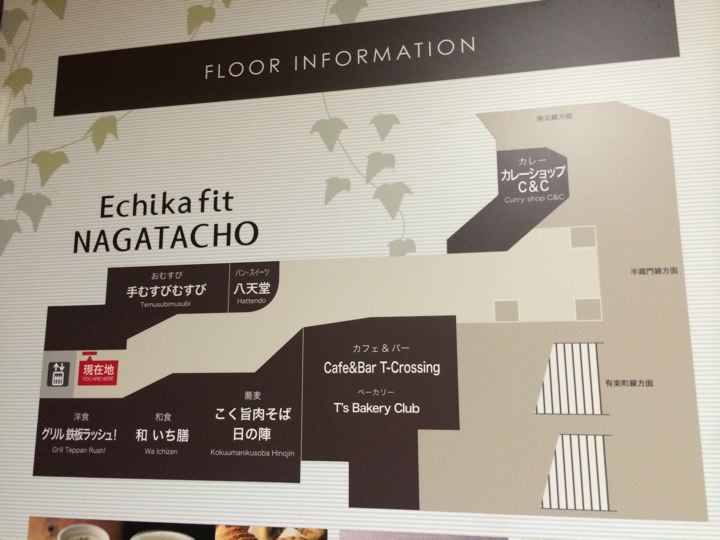 FLOOR INFORMATION
南北線方面
カレー
カレーショップ
C&C
Curry shop C&C
Echika fit
NAGATACHO
半蔵門線方面
おむすび
手むすびむすび
Temusubimusubi
パン・スイーツ
八天堂
Hattendo
現在地
YOU ARE HERE
カフェ&バー
Cafe&Bar T-Crossing
ベーカリー
T's Bakery Club
有楽町線方面
洋食
グリル 鉄板ラッシュ!
Grill Teppan Rush!
和食
和 いち膳
Wa Ichizen
蕎麦
こく旨肉そば
日の陣
Kokuumanikusoba Hinojin